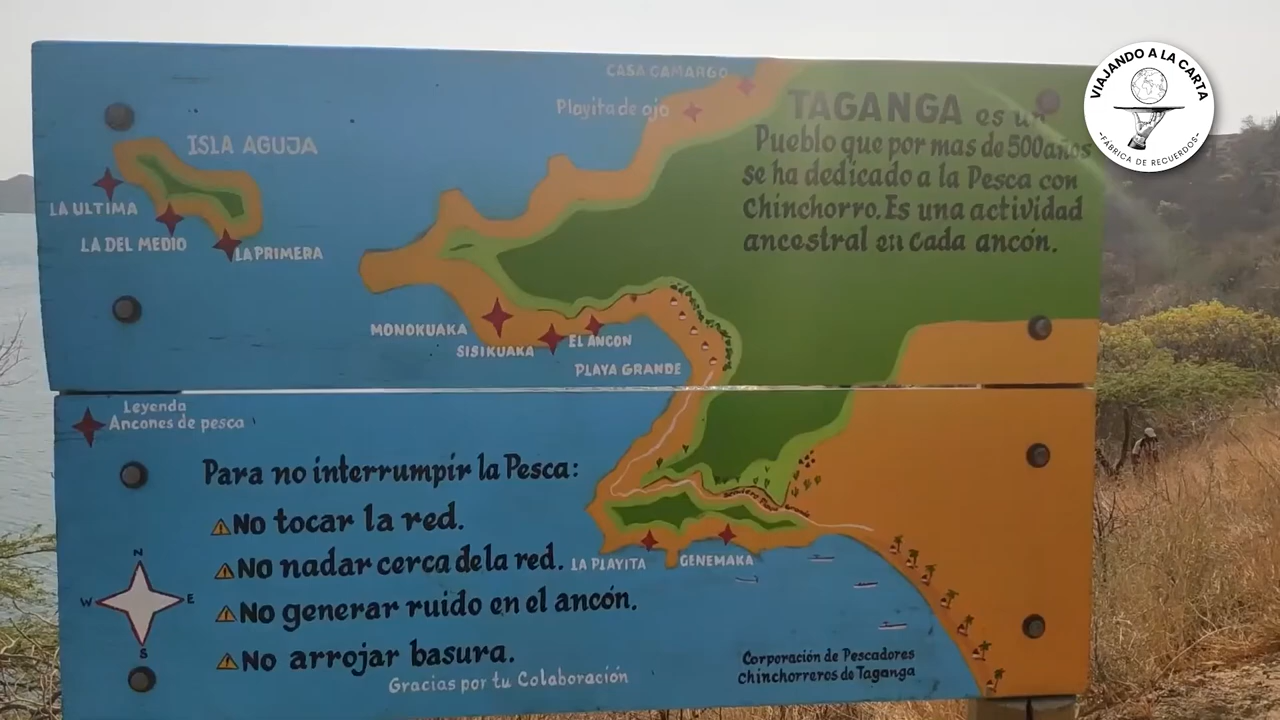 VIAJANDO A LA CARTA
-FÁBRICA DE RECUERDOS-
CASA CAMARGO
Playita de ojo
TAGANGA es un
Pueblo que por mas de 500años
se ha dedicado a la Pesca con
Chinchorro. Es una actividad
ancestral en Cada ancón.
ISLA AGUJA
LA ULTIMA
LA DEL MEDIO
LA PRIMERA
MONOKUAKA
SISIKUAKA
EL ANCON
PLAYA GRANDE
Leyenda
Ancones de pesca
Para no interrumpir la Pesca:
No tocar la red.
No nadar cerca de la red.
No generar ruido en el ancón.
No arrojar basura.
Gracias por tu Colaboración
N
W
E
S
Sendero Playa Grande
LA PLAYITA
GENEMAKA
Corporación de Pescadores
Chinchorreros de Taganga